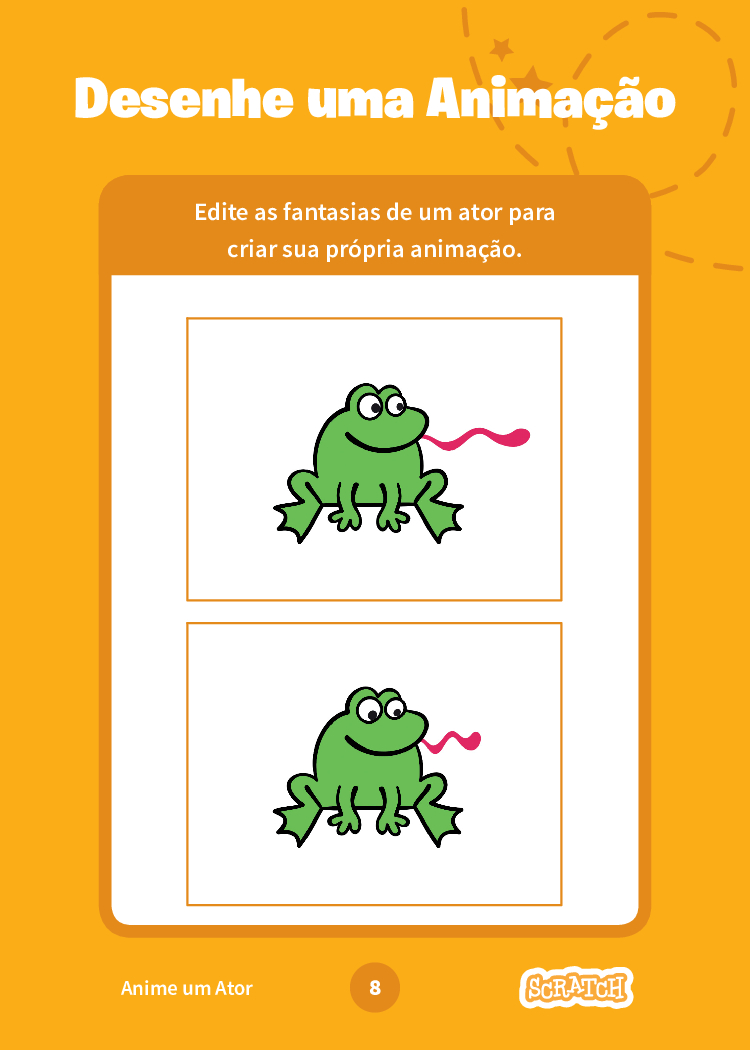 Desenhe uma Animação
Edite as fantasias de um ator para
criar sua própria animação.
Anime um Ator
8
SCRATCH